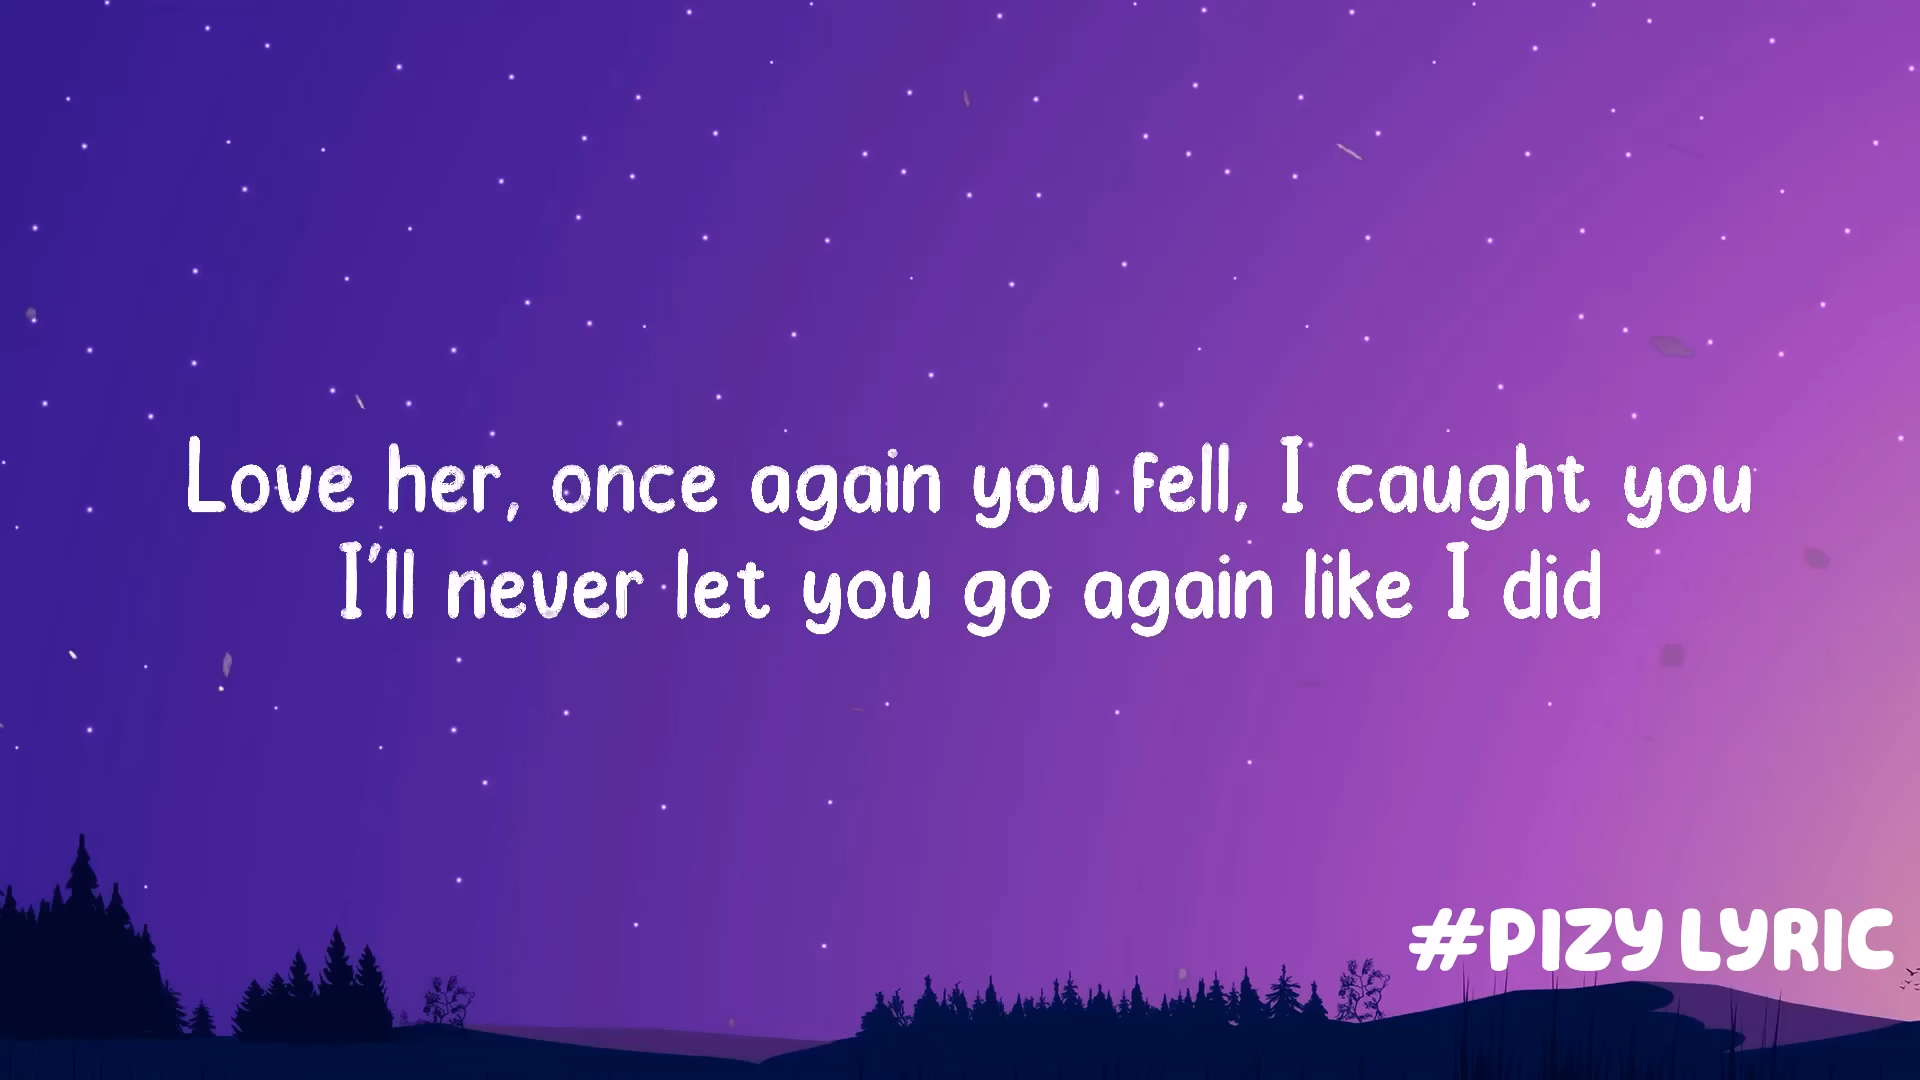 Love her, once again you fell, I caught you
I'll never let you go again like I did
#PIZY LYRIC